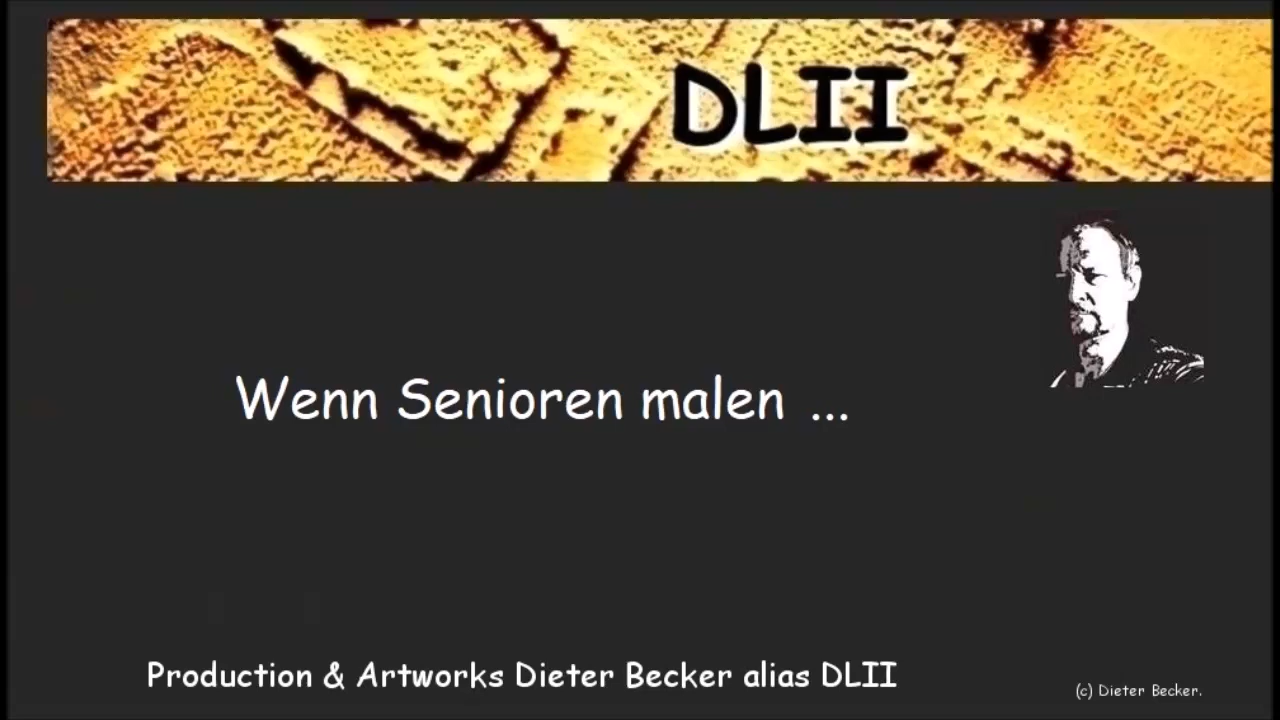 DLII
Wenn Senioren malen ...
Production & Artworks Dieter Becker alias DLII
(c) Dieter Becker.